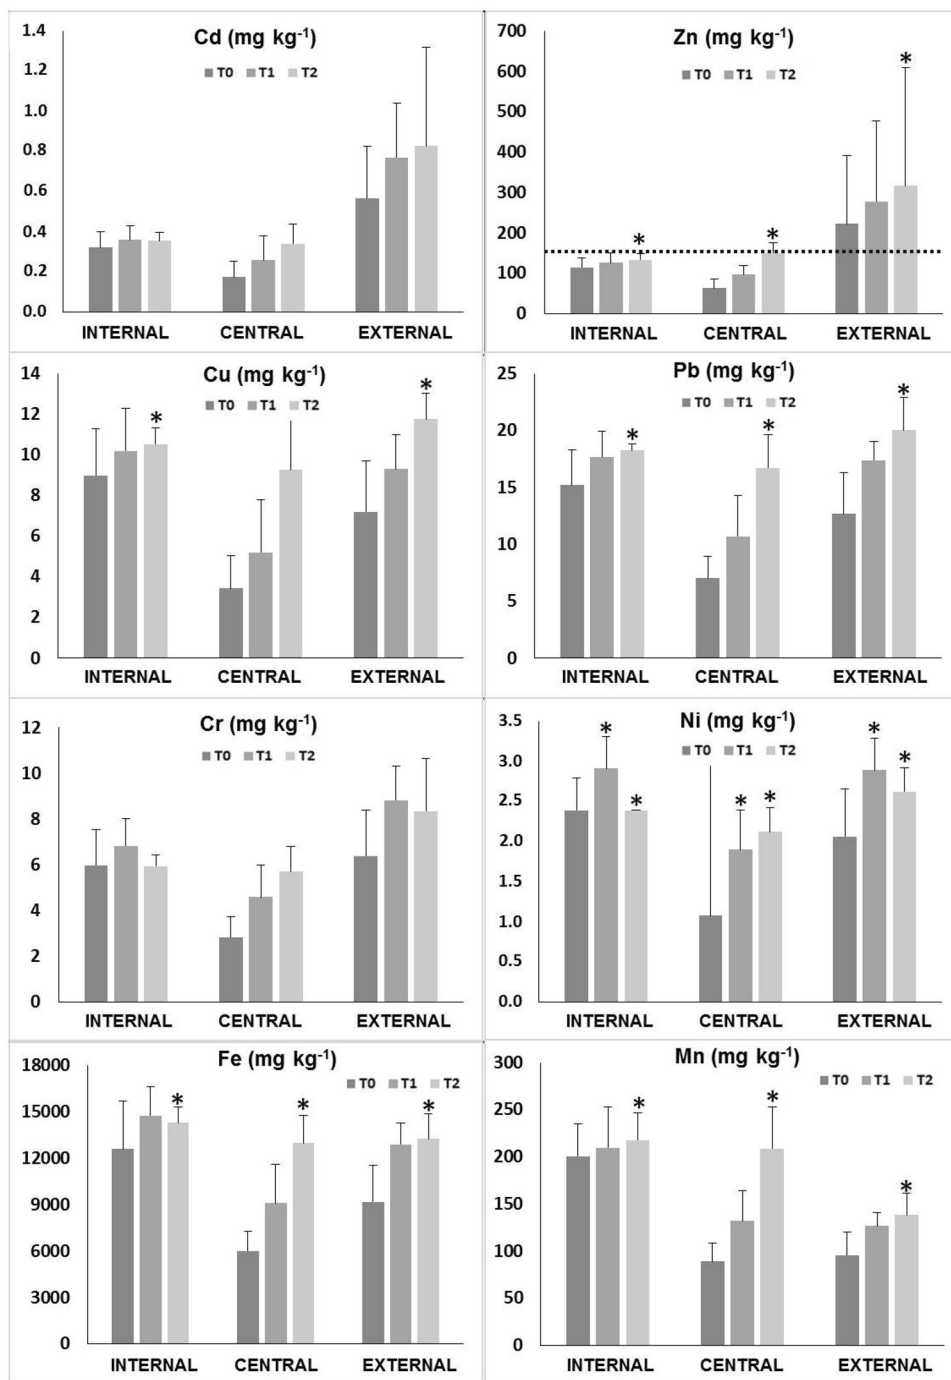 Cd (mg kg-1)
T0 T1 T2
1.4
1.2
1.0
0.8
0.6
0.4
0.2
0.0
INTERNAL CENTRAL EXTERNAL
Zn (mg kg-1)
T0 T1 T2
700
600
500
400
300
200
100
0
* * *
INTERNAL CENTRAL EXTERNAL
Cu (mg kg-1)
T0 T1 T2
14
12
10
8
6
4
2
0
* *
INTERNAL CENTRAL EXTERNAL
Pb (mg kg-1)
T0 T1 T2
25
20
15
10
5
0
* * *
INTERNAL CENTRAL EXTERNAL
Cr (mg kg-1)
T0 T1 T2
12
10
8
6
4
2
0
INTERNAL CENTRAL EXTERNAL
Ni (mg kg-1)
T0 T1 T2
3.5
3.0
2.5
2.0
1.5
1.0
0.5
0.0
* * * * * *
INTERNAL CENTRAL EXTERNAL
Fe (mg kg-1)
T0 T1 T2
18000
15000
12000
9000
6000
3000
0
* * *
INTERNAL CENTRAL EXTERNAL
Mn (mg kg-1)
T0 T1 T2
300
250
200
150
100
50
0
* * *
INTERNAL CENTRAL EXTERNAL